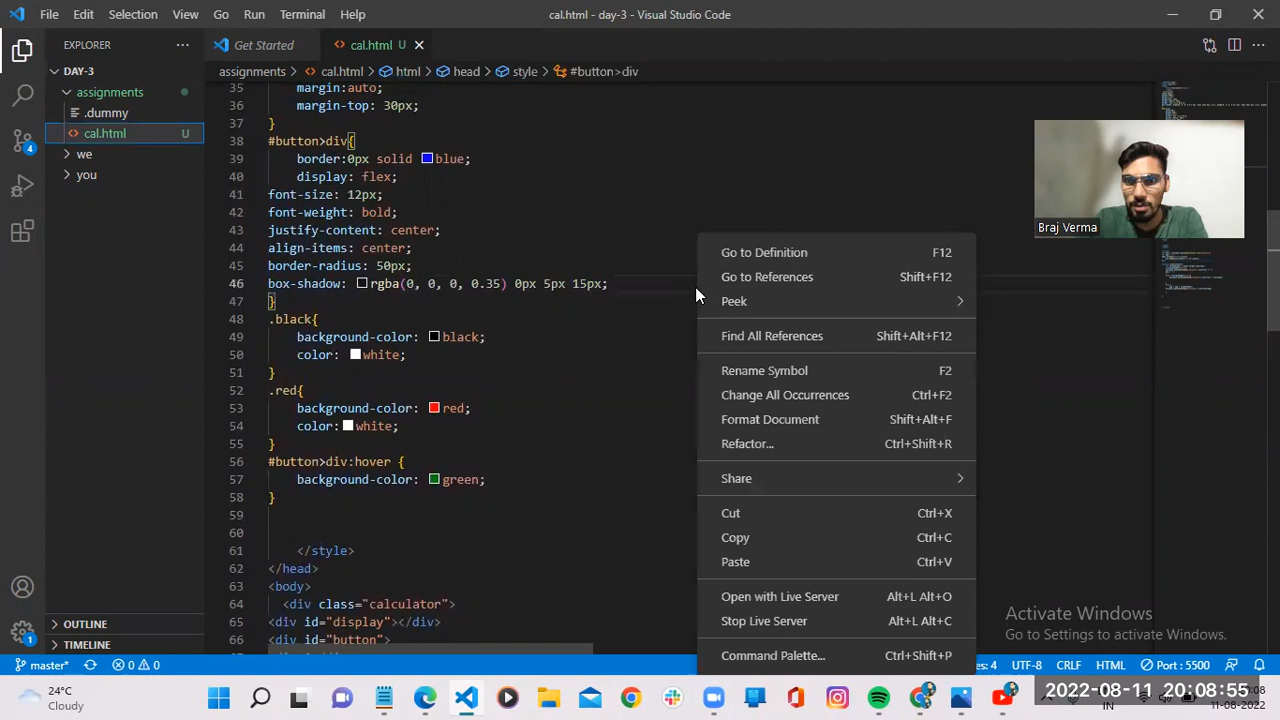 File Edit Selection View Go Run Terminal Help
cal.html - day-3 - Visual Studio Code
EXPLORER
Get Started
cal.html U
DAY-3
assignments
.dummy
cal.html U
we
you
OUTLINE
TIMELINE
assignments > cal.html > html > head > style > #button>div
35 margin:auto;
36 margin-top: 30px;
37 }
38 #button>div{
39 border:0px solid blue;
40 display: flex;
41 font-size: 12px;
42 font-weight: bold;
43 justify-content: center;
44 align-items: center;
45 border-radius: 50px;
46 box-shadow: rgba(0, 0, 0, 0.35) 0px 5px 15px;
47 }
48 .black{
49 background-color: black;
50 color: white;
51 }
52 .red{
53 background-color: red;
54 color: white;
55 }
56 #button>div:hover {
57 background-color: green;
58 }
59
60
61 </style>
62 </head>
63 <body>
64 <div class="calculator">
65 <div id="display"></div>
66 <div id="button">
Go to Definition F12
Go to References Shift+F12
Peek
Find All References Shift+Alt+F12
Rename Symbol F2
Change All Occurrences Ctrl+F2
Format Document Shift+Alt+F
Refactor... Ctrl+Shift+R
Share
Cut Ctrl+X
Copy Ctrl+C
Paste Ctrl+V
Open with Live Server Alt+L Alt+O
Stop Live Server Alt+L Alt+C
Command Palette... Ctrl+Shift+P
Braj Verma
Activate Windows
Go to Settings to activate Windows.
4
1
master* 0 0
es: 4 UTF-8 CRLF HTML Port : 5500
24°C
Cloudy
IN
2022-08-11 20:08:55
:08
11-08-2022